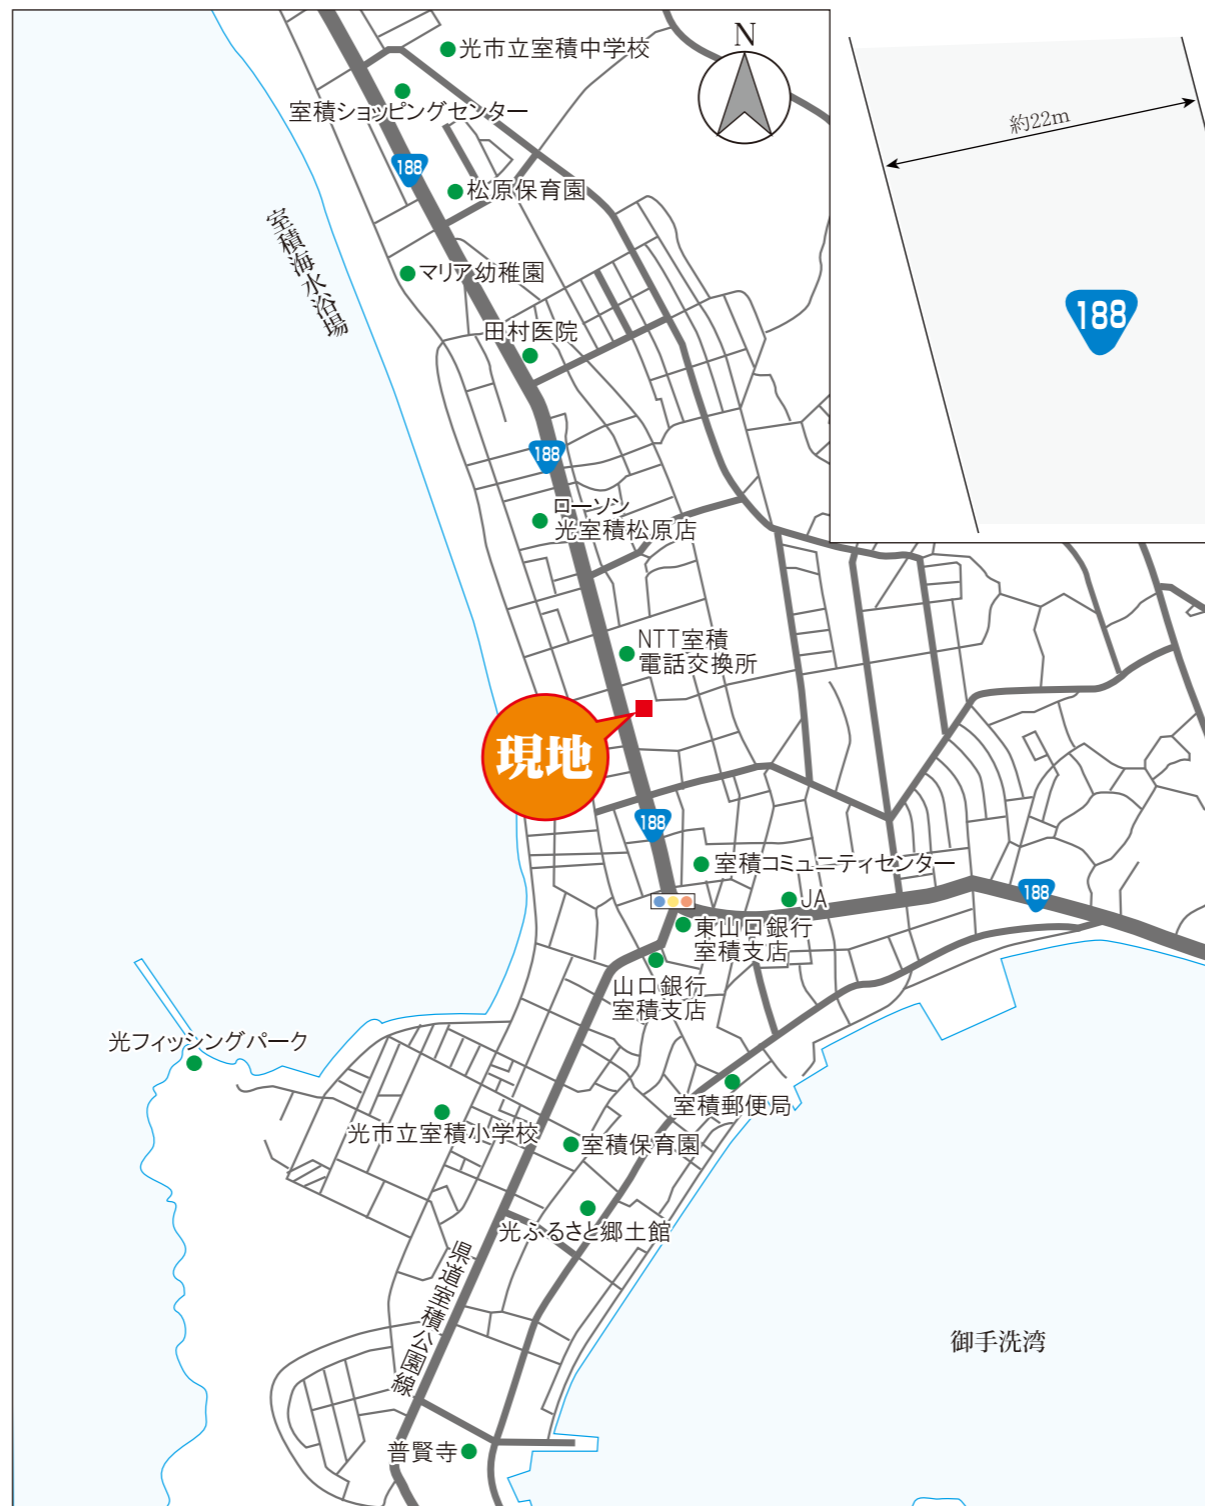 光市立室積中学校
N
室積ショッピングセンター
約22m
188
松原保育園
室積海水浴場
マリア幼稚園
188
田村医院
188
ローソン
光室積松原店
NTT室積
電話交換所
現地
188
室積コミュニティセンター
JA
188
東山口銀行
室積支店
山口銀行
室積支店
光フィッシングパーク
室積郵便局
光市立室積小学校
室積保育園
光ふるさと郷土館
県道室積公園線
御手洗湾
普賢寺